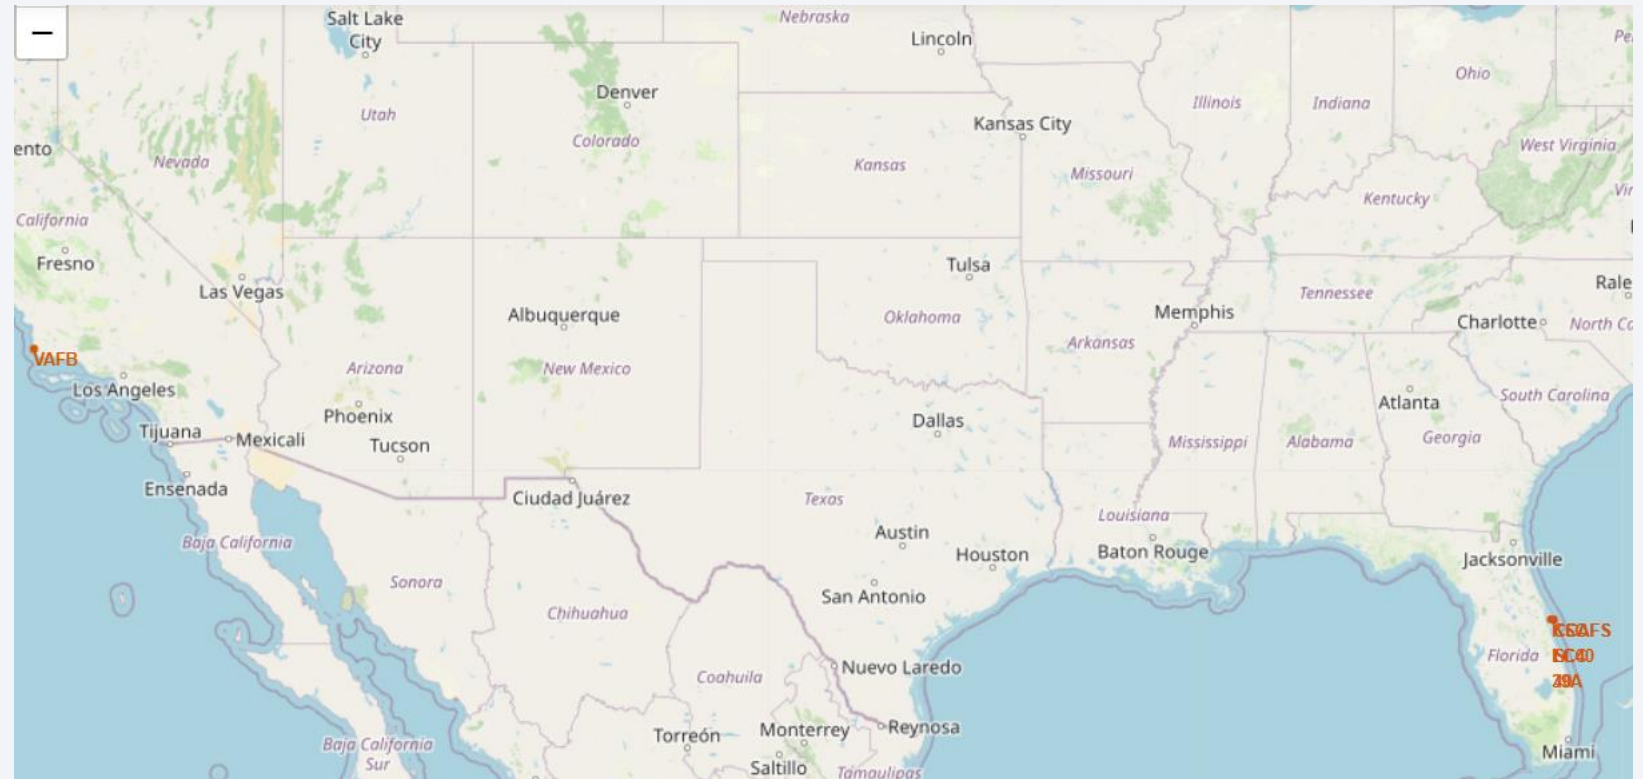 −
Salt Lake
City
Nebraska
Lincoln
Pe
Ohio
Denver
Utah
Illinois
Indiana
Colorado
Kansas City
West Virginia
ento
Nevada
Kansas
Missouri
Kentucky
Vir
California
Fresno
Las Vegas
Tulsa
Rale
Albuquerque
Memphis
Tennessee
Oklahoma
Charlotte
North Ca
VAFB
Los Angeles
Arizona
New Mexico
Arkansas
South Carolina
Phoenix
Atlanta
Tijuana
Mexicali
Tucson
Dallas
Mississippi
Alabama
Georgia
Ensenada
Ciudad Juárez
Texas
Louisiana
Baja California
Austin
Houston
Baton Rouge
Jacksonville
Sonora
San Antonio
Chihuahua
Florida
Coahuila
Nuevo Laredo
Torreón
Monterrey
Reynosa
Baja California
Sur
Miami
Saltillo
Tamaulipas